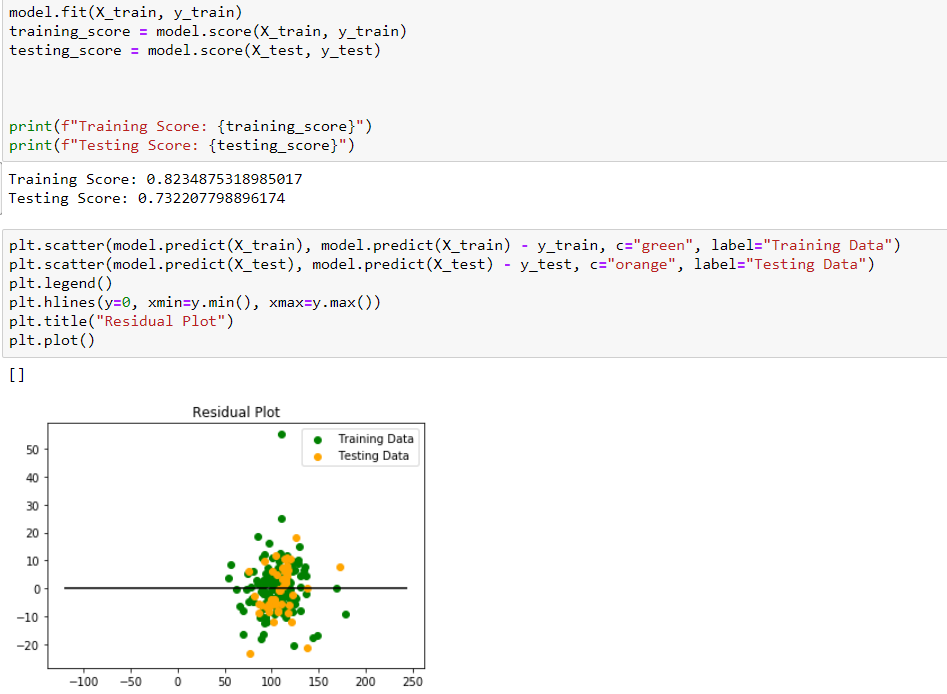 model.fit(X_train, y_train)
training_score = model.score(X_train, y_train)
testing_score = model.score(X_test, y_test)
print(f"Training Score: {training_score}")
print(f"Testing Score: {testing_score}")
Training Score: 0.8234875318985017
Testing Score: 0.732207798896174
plt.scatter(model.predict(X_train), model.predict(X_train) - y_train, c="green", label="Training Data")
plt.scatter(model.predict(X_test), model.predict(X_test) - y_test, c="orange", label="Testing Data")
plt.legend()
plt.hlines(y=0, xmin=y.min(), xmax=y.max())
plt.title("Residual Plot")
plt.plot()
[]
Residual Plot
Training Data
Testing Data
50
40
30
20
10
0
−10
−20
−100 −50 0 50 100 150 200 250